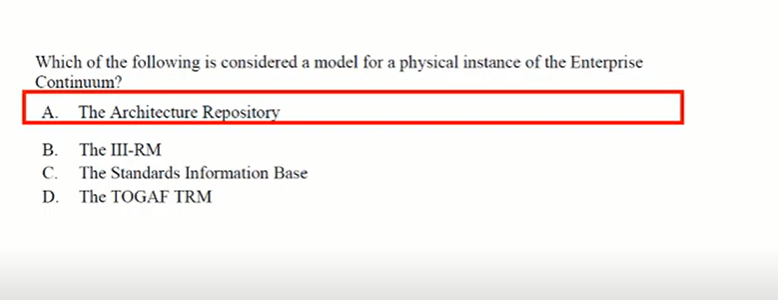 Which of the following is considered a model for a physical instance of the Enterprise
Continuum?
A. The Architecture Repository
B. The III-RM
C. The Standards Information Base
D. The TOGAF TRM